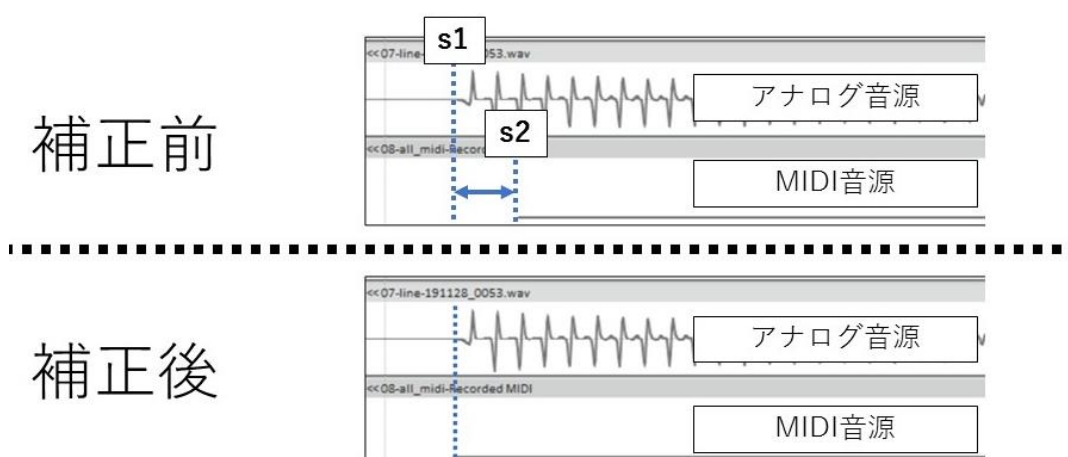 補正前
s1
<<07-line-
053.wav
アナログ音源
s2
<<08-all_midi-Recor
MIDI音源
補正後
<<07-line-191128_0053.wav
アナログ音源
<<08-all_midi-Recorded MIDI
MIDI音源